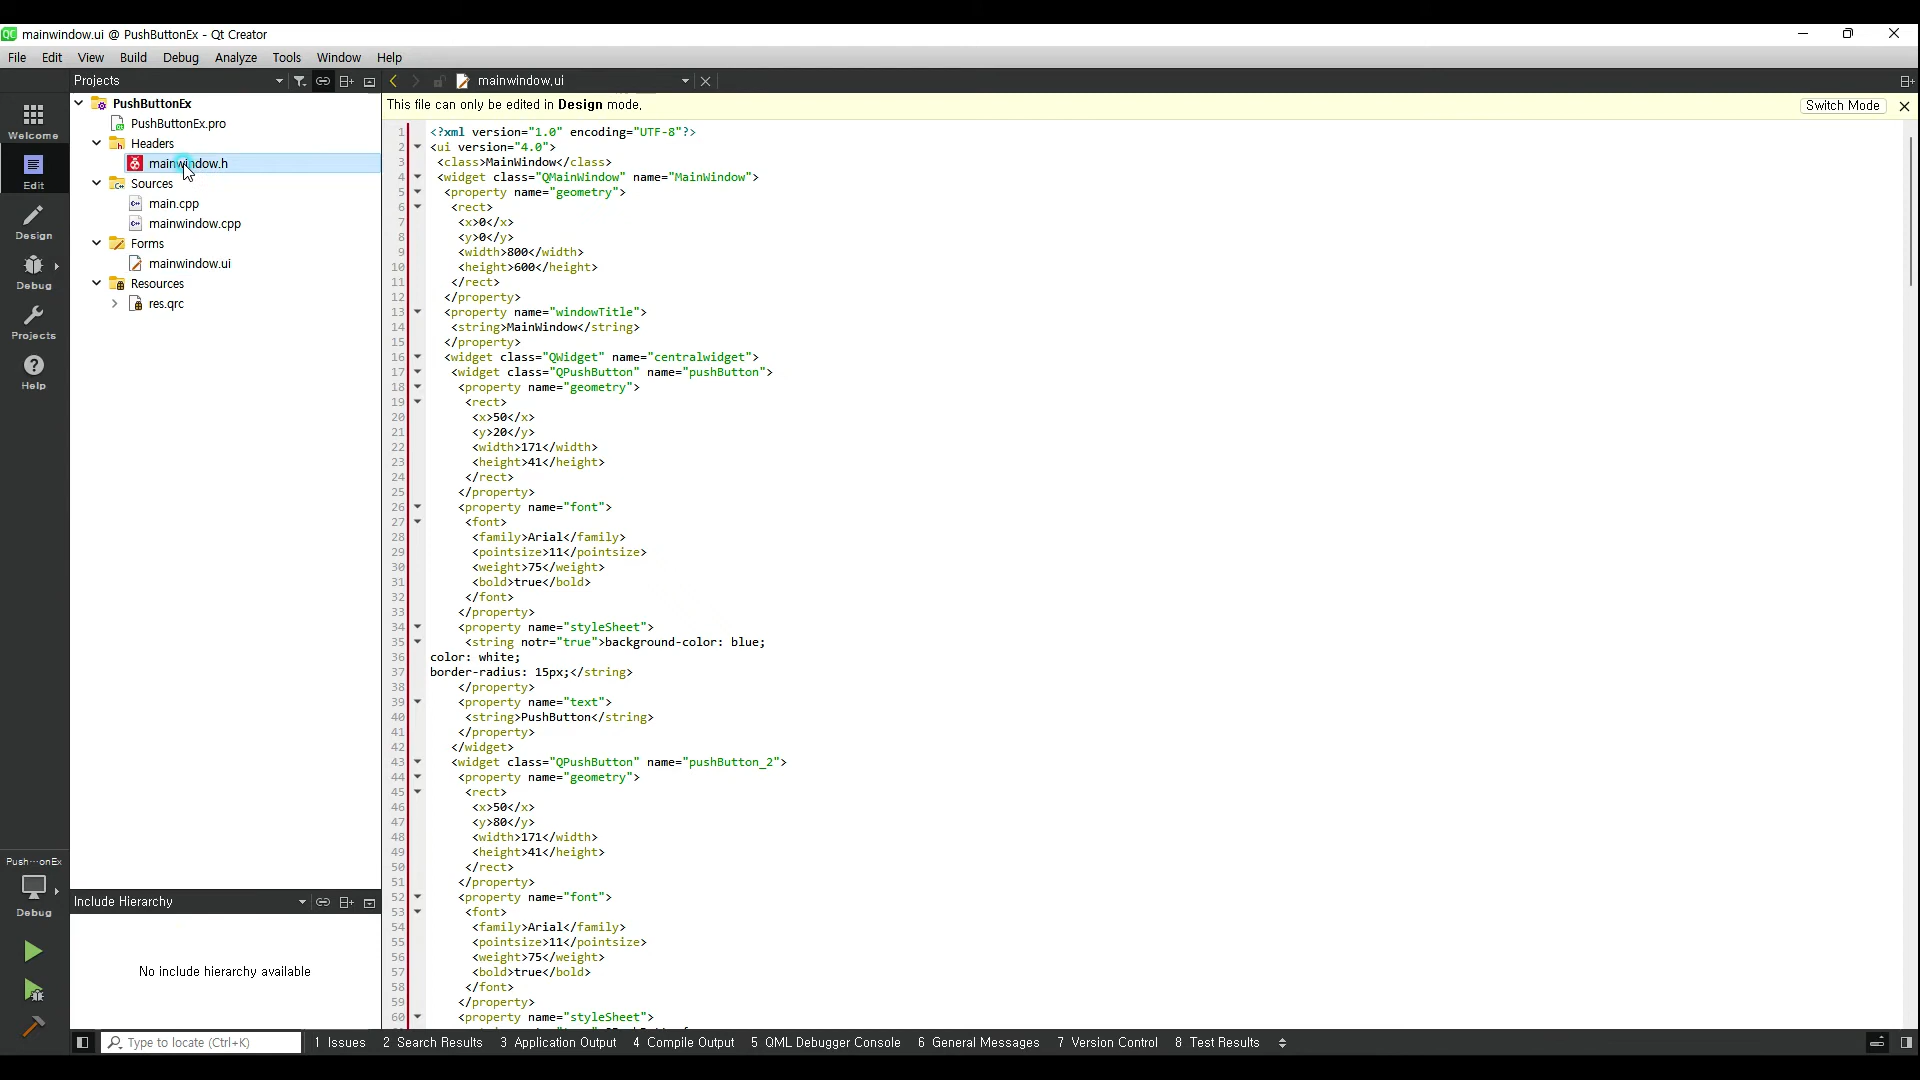 mainwindow.ui @ PushButtonEx - Qt Creator
File Edit View Build Debug Analyze Tools Window Help
Projects
mainwindow.ui
Welcome
Edit
Design
Debug
Projects
Help
Push···onEx
Debug
PushButtonEx
PushButtonEx.pro
Headers
mainwindow.h
Sources
main.cpp
mainwindow.cpp
Forms
mainwindow.ui
Resources
res.qrc
Include Hierarchy
No include hierarchy available
This file can only be edited in Design mode.
Switch Mode
1 <?xml version="1.0" encoding="UTF-8"?>
2 <ui version="4.0">
3 <class>MainWindow</class>
4 <widget class="QMainWindow" name="MainWindow">
5 <property name="geometry">
6 <rect>
7 <x>0</x>
8 <y>0</y>
9 <width>800</width>
10 <height>600</height>
11 </rect>
12 </property>
13 <property name="windowTitle">
14 <string>MainWindow</string>
15 </property>
16 <widget class="QWidget" name="centralwidget">
17 <widget class="QPushButton" name="pushButton">
18 <property name="geometry">
19 <rect>
20 <x>50</x>
21 <y>20</y>
22 <width>171</width>
23 <height>41</height>
24 </rect>
25 </property>
26 <property name="font">
27 <font>
28 <family>Arial</family>
29 <pointsize>11</pointsize>
30 <weight>75</weight>
31 <bold>true</bold>
32 </font>
33 </property>
34 <property name="styleSheet">
35 <string notr="true">background-color: blue;
36 color: white;
37 border-radius: 15px;</string>
38 </property>
39 <property name="text">
40 <string>PushButton</string>
41 </property>
42 </widget>
43 <widget class="QPushButton" name="pushButton_2">
44 <property name="geometry">
45 <rect>
46 <x>50</x>
47 <y>80</y>
48 <width>171</width>
49 <height>41</height>
50 </rect>
51 </property>
52 <property name="font">
53 <font>
54 <family>Arial</family>
55 <pointsize>11</pointsize>
56 <weight>75</weight>
57 <bold>true</bold>
58 </font>
59 </property>
60 <property name="styleSheet">
Type to locate (Ctrl+K) 1 Issues 2 Search Results 3 Application Output 4 Compile Output 5 QML Debugger Console 6 General Messages 7 Version Control 8 Test Results